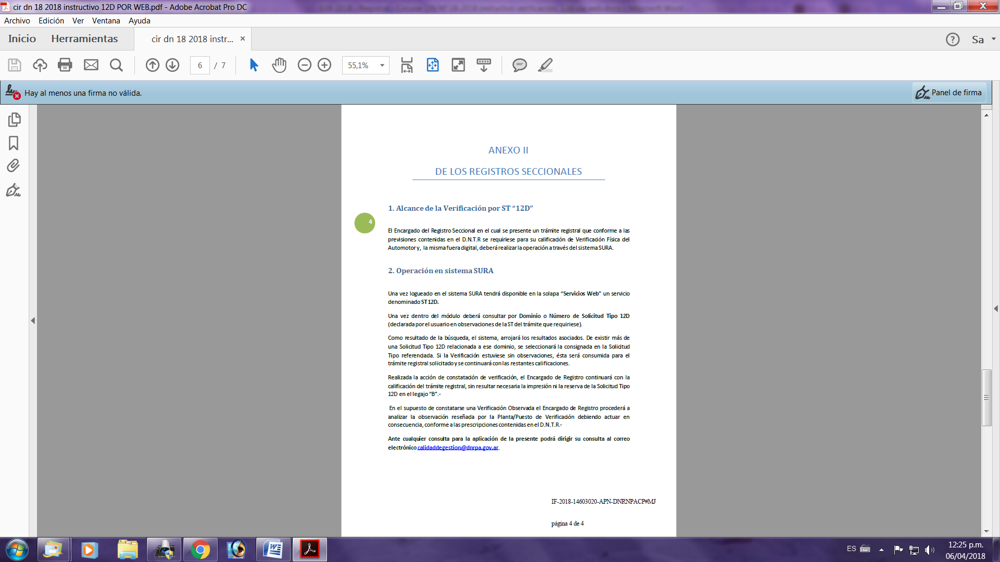 cir dn 18 2018 instructivo 12D POR WEB.pdf - Adobe Acrobat Pro DC
Archivo Edición Ver Ventana Ayuda
Inicio Herramientas cir dn 18 2018 instr... × ? Sa
6 / 7 55,1%
Hay al menos una firma no válida. Panel de firma
ANEXO II
DE LOS REGISTROS SECCIONALES
1. Alcance de la Verificación por ST “12D”
4
El Encargado del Registro Seccional en el cual se presente un trámite registral que conforme a las
previsiones contenidas en el D.N.T.R se requiriese para su calificación de Verificación Física del
Automotor y, la misma fuera digital, deberá realizar la operación a través del sistema SURA.
2. Operación en sistema SURA
Una vez logueado en el sistema SURA tendrá disponible en la solapa “Servicios Web” un servicio
denominado ST12D.
Una vez dentro del módulo deberá consultar por Dominio o Número de Solicitud Tipo 12D
(declarada por el usuario en observaciones de la ST del trámite que requiriese).
Como resultado de la búsqueda, el sistema, arrojará los resultados asociados. De existir más de
una Solicitud Tipo 12D relacionada a ese dominio, se seleccionará la consignada en la Solicitud
Tipo referenciada. Si la Verificación estuviese sin observaciones, ésta será consumida para el
trámite registral solicitado y se continuará con las restantes calificaciones.
Realizada la acción de constatación de verificación, el Encargado de Registro continuará con la
calificación del trámite registral, sin resultar necesaria la impresión ni la reserva de la Solicitud Tipo
12D en el legajo “B”.-
En el supuesto de constatarse una Verificación Observada el Encargado de Registro procederá a
analizar la observación reseñada por la Planta/Puesto de Verificación debiendo actuar en
consecuencia, conforme a las prescripciones contenidas en el D.N.T.R.-
Ante cualquier consulta para la aplicación de la presente podrá dirigir su consulta al correo
electrónico calidaddegestion@dnrpa.gov.ar.
IF-2018-14603020-APN-DNRNPACP#MJ
página 4 de 4
ES 12:25 p.m.
06/04/2018